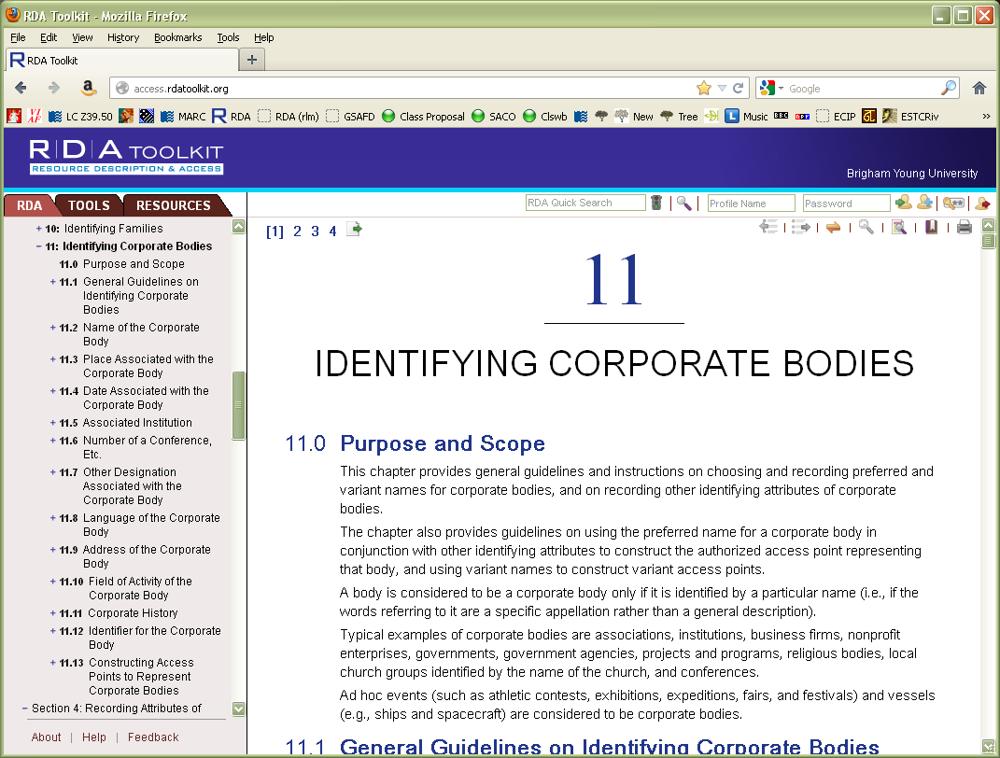 RDA Toolkit - Mozilla Firefox
File Edit View History Bookmarks Tools Help
RDA Toolkit
access.rdatoolkit.org
Google
LC Z39.50 MARC RDA RDA (rlm) GSAFD Class Proposal SACO Clswb New Tree Music BBC ECIP ESTCRiv
RDA TOOLKIT
RESOURCE DESCRIPTION & ACCESS
Brigham Young University
RDA TOOLS RESOURCES
RDA Quick Search Profile Name Password
10: Identifying Families
11: Identifying Corporate Bodies
11.0 Purpose and Scope
11.1 General Guidelines on
Identifying Corporate
Bodies
11.2 Name of the Corporate
Body
11.3 Place Associated with the
Corporate Body
11.4 Date Associated with the
Corporate Body
11.5 Associated Institution
11.6 Number of a Conference,
Etc.
11.7 Other Designation
Associated with the
Corporate Body
11.8 Language of the Corporate
Body
11.9 Address of the Corporate
Body
11.10 Field of Activity of the
Corporate Body
11.11 Corporate History
11.12 Identifier for the Corporate
Body
11.13 Constructing Access
Points to Represent
Corporate Bodies
Section 4: Recording Attributes of
About | Help | Feedback
[1] 2 3 4
11
IDENTIFYING CORPORATE BODIES
11.0 Purpose and Scope
This chapter provides general guidelines and instructions on choosing and recording preferred and
variant names for corporate bodies, and on recording other identifying attributes of corporate
bodies.
The chapter also provides guidelines on using the preferred name for a corporate body in
conjunction with other identifying attributes to construct the authorized access point representing
that body, and using variant names to construct variant access points.
A body is considered to be a corporate body only if it is identified by a particular name (i.e., if the
words referring to it are a specific appellation rather than a general description).
Typical examples of corporate bodies are associations, institutions, business firms, nonprofit
enterprises, governments, government agencies, projects and programs, religious bodies, local
church groups identified by the name of the church, and conferences.
Ad hoc events (such as athletic contests, exhibitions, expeditions, fairs, and festivals) and vessels
(e.g., ships and spacecraft) are considered to be corporate bodies.
11.1 General Guidelines on Identifying Corporate Bodies